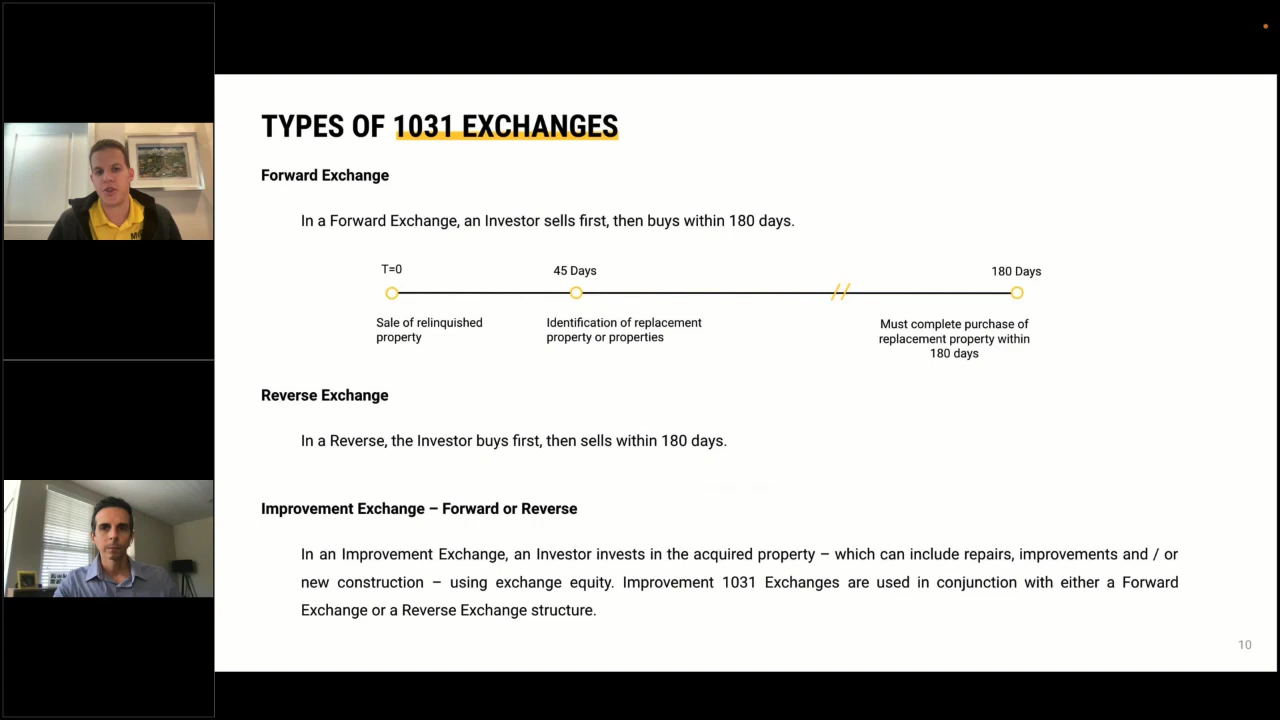 TYPES OF 1031 EXCHANGES
Forward Exchange
In a Forward Exchange, an Investor sells first, then buys within 180 days.
T=0
45 Days
180 Days
Sale of relinquished
property
Identification of replacement
property or properties
Must complete purchase of
replacement property within
180 days
Reverse Exchange
In a Reverse, the Investor buys first, then sells within 180 days.
Improvement Exchange – Forward or Reverse
In an Improvement Exchange, an Investor invests in the acquired property – which can include repairs, improvements and / or
new construction – using exchange equity. Improvement 1031 Exchanges are used in conjunction with either a Forward
Exchange or a Reverse Exchange structure.
10